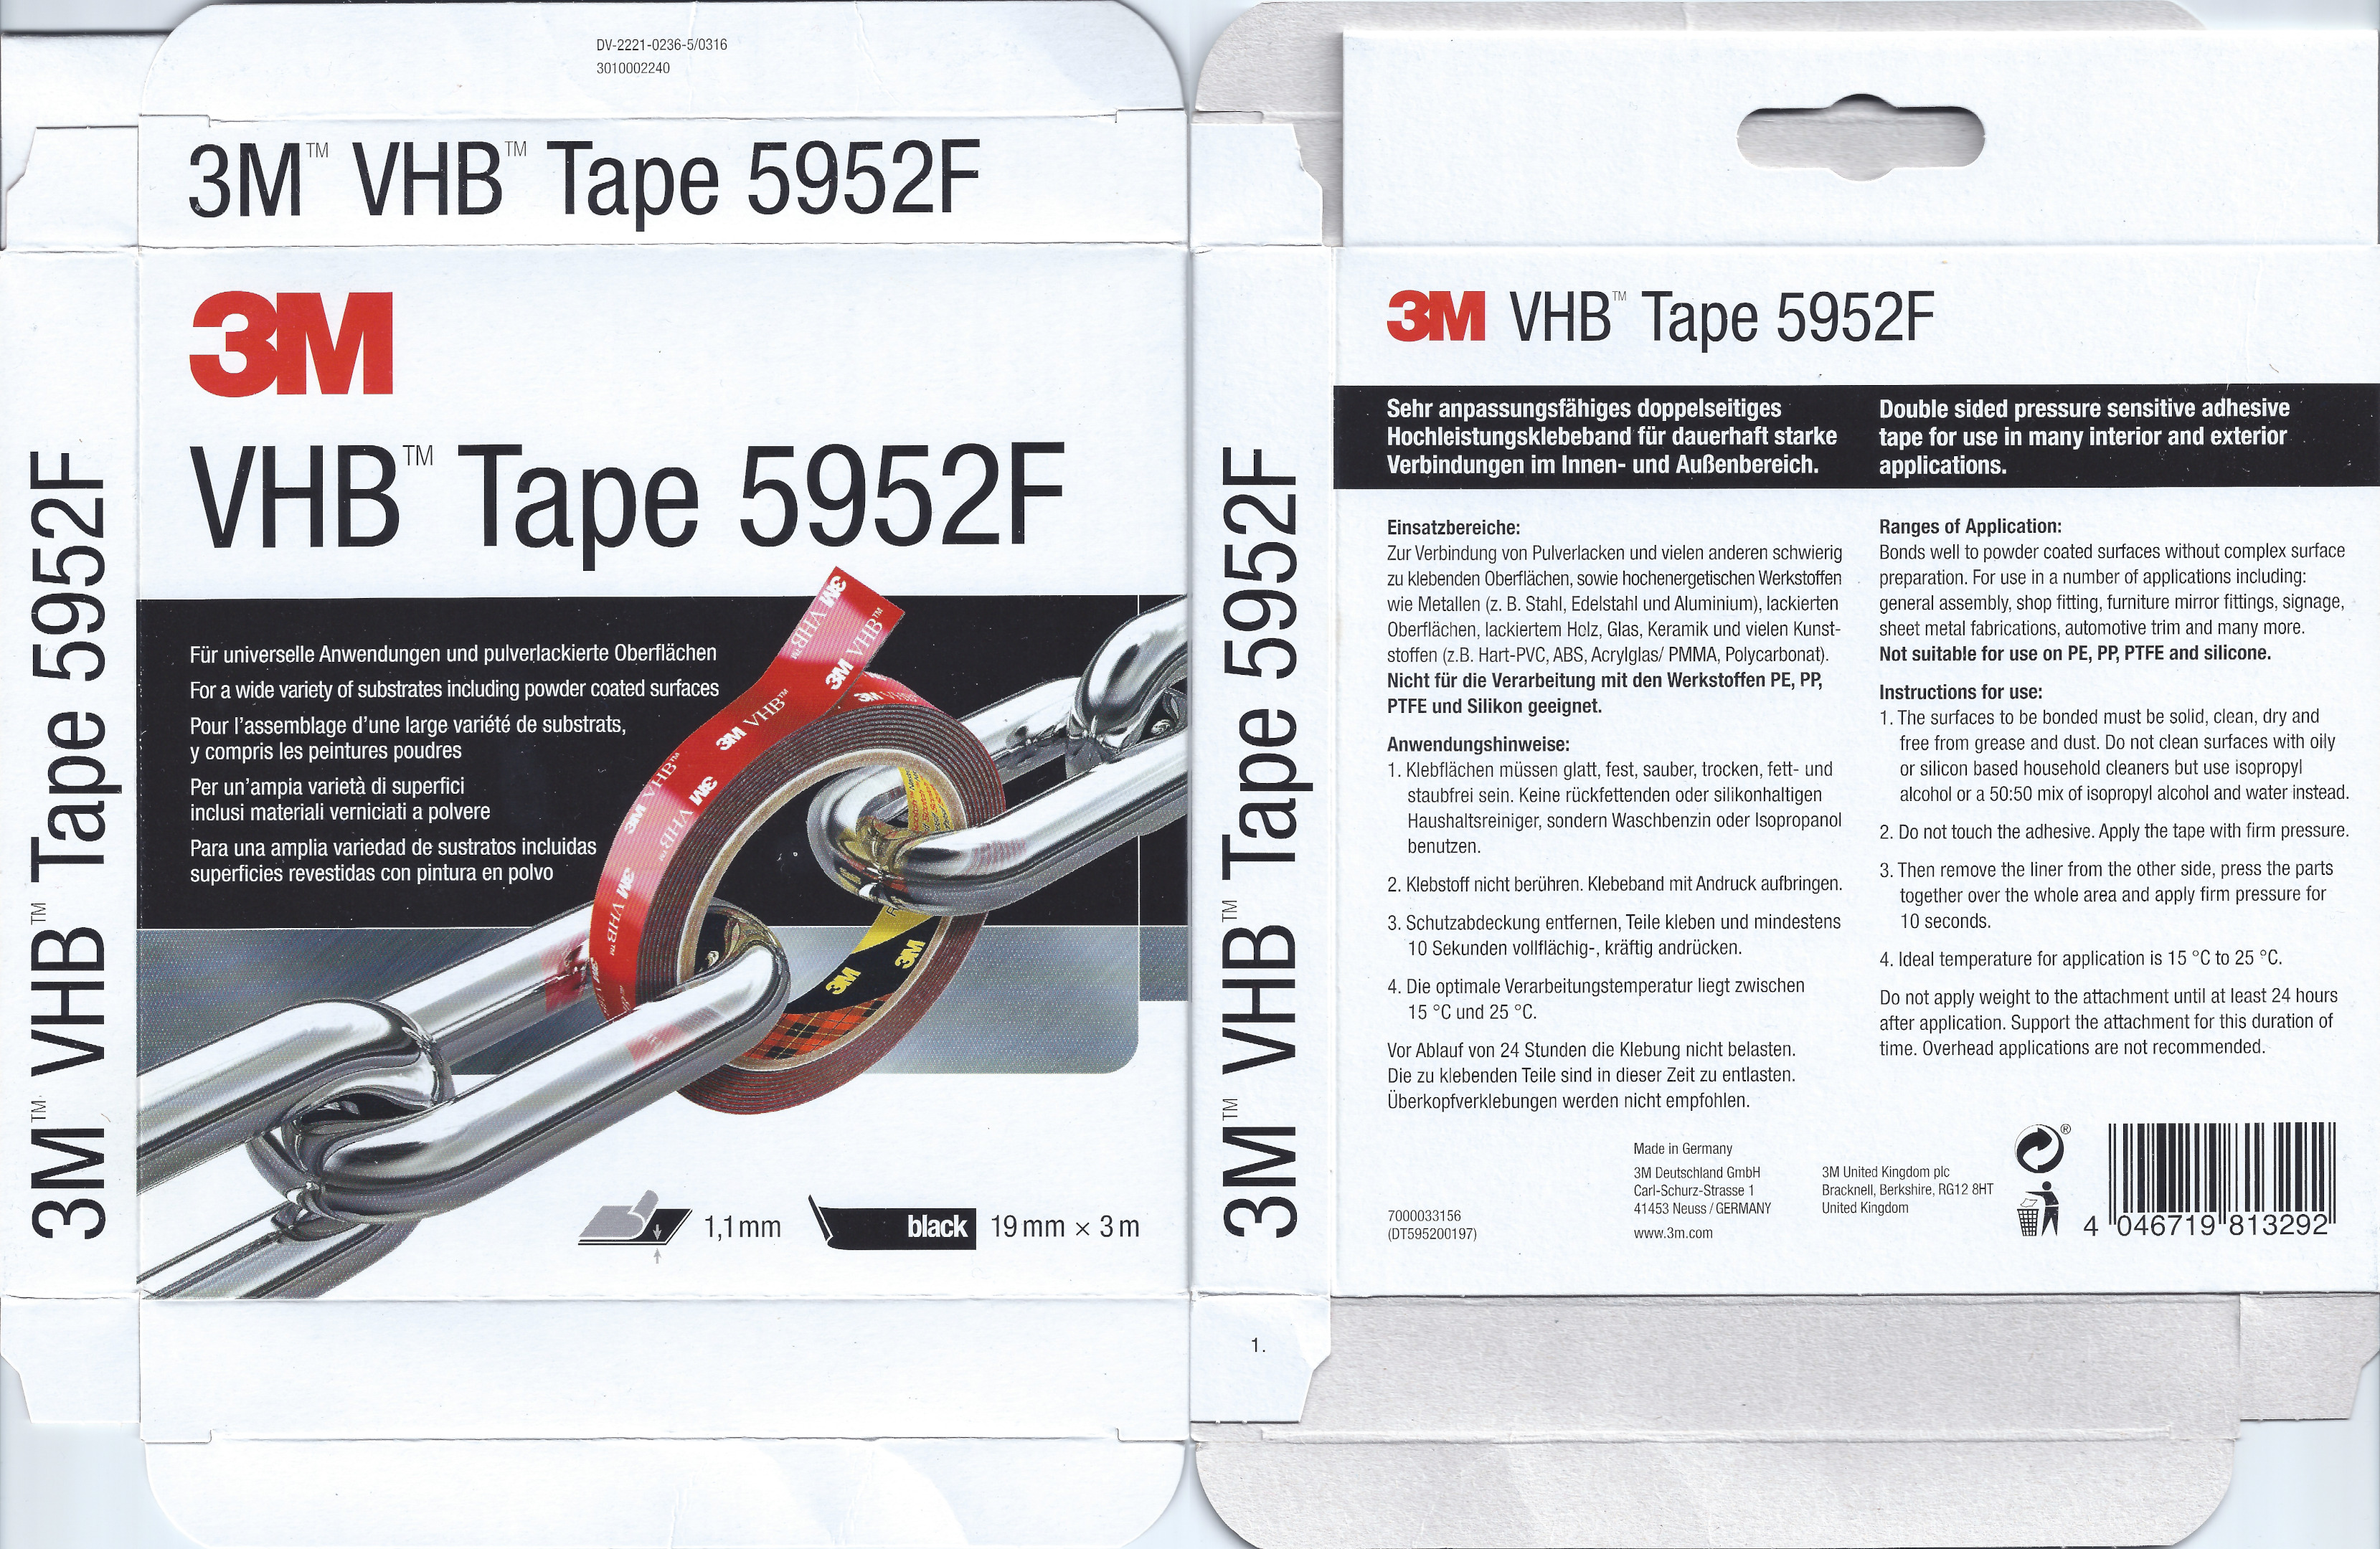 DV-2221-0236-5/0316
3010002240
3M™ VHB™ Tape 5952F
3M™ VHB™ Tape 5952F
3M
VHB™ Tape 5952F
Für universelle Anwendungen und pulverlackierte Oberflächen
For a wide variety of substrates including powder coated surfaces
Pour l'assemblage d'une large variété de substrats,
y compris les peintures poudres
Per un'ampia varietà di superfici
inclusi materiali verniciati a polvere
Para una amplia variedad de sustratos incluidas
superficies revestidas con pintura en polvo
3M VHB™
3M VHB™
3M VHB™
3M VHB™
3M VHB™
3M
3M
1,1 mm
black 19 mm × 3 m
3M™ VHB™ Tape 5952F
1.
3M VHB™ Tape 5952F
Sehr anpassungsfähiges doppelseitiges
Hochleistungsklebeband für dauerhaft starke
Verbindungen im Innen- und Außenbereich.
Einsatzbereiche:
Zur Verbindung von Pulverlacken und vielen anderen schwierig
zu klebenden Oberflächen, sowie hochenergetischen Werkstoffen
wie Metallen (z. B. Stahl, Edelstahl und Aluminium), lackierten
Oberflächen, lackiertem Holz, Glas, Keramik und vielen Kunst-
stoffen (z.B. Hart-PVC, ABS, Acrylglas/ PMMA, Polycarbonat).
Nicht für die Verarbeitung mit den Werkstoffen PE, PP,
PTFE und Silikon geeignet.
Anwendungshinweise:
1. Klebflächen müssen glatt, fest, sauber, trocken, fett- und
staubfrei sein. Keine rückfettenden oder silikonhaltigen
Haushaltsreiniger, sondern Waschbenzin oder Isopropanol
benutzen.
2. Klebstoff nicht berühren. Klebeband mit Andruck aufbringen.
3. Schutzabdeckung entfernen, Teile kleben und mindestens
10 Sekunden vollflächig-, kräftig andrücken.
4. Die optimale Verarbeitungstemperatur liegt zwischen
15 °C und 25 °C.
Vor Ablauf von 24 Stunden die Klebung nicht belasten.
Die zu klebenden Teile sind in dieser Zeit zu entlasten.
Überkopfverklebungen werden nicht empfohlen.
Double sided pressure sensitive adhesive
tape for use in many interior and exterior
applications.
Ranges of Application:
Bonds well to powder coated surfaces without complex surface
preparation. For use in a number of applications including:
general assembly, shop fitting, furniture mirror fittings, signage,
sheet metal fabrications, automotive trim and many more.
Not suitable for use on PE, PP, PTFE and silicone.
Instructions for use:
1. The surfaces to be bonded must be solid, clean, dry and
free from grease and dust. Do not clean surfaces with oily
or silicon based household cleaners but use isopropyl
alcohol or a 50:50 mix of isopropyl alcohol and water instead.
2. Do not touch the adhesive. Apply the tape with firm pressure.
3. Then remove the liner from the other side, press the parts
together over the whole area and apply firm pressure for
10 seconds.
4. Ideal temperature for application is 15 °C to 25 °C.
Do not apply weight to the attachment until at least 24 hours
after application. Support the attachment for this duration of
time. Overhead applications are not recommended.
7000033156
(DT595200197)
Made in Germany
3M Deutschland GmbH
Carl-Schurz-Strasse 1
41453 Neuss / GERMANY
www.3m.com
3M United Kingdom plc
Bracknell, Berkshire, RG12 8HT
United Kingdom
®
4 046719 813292